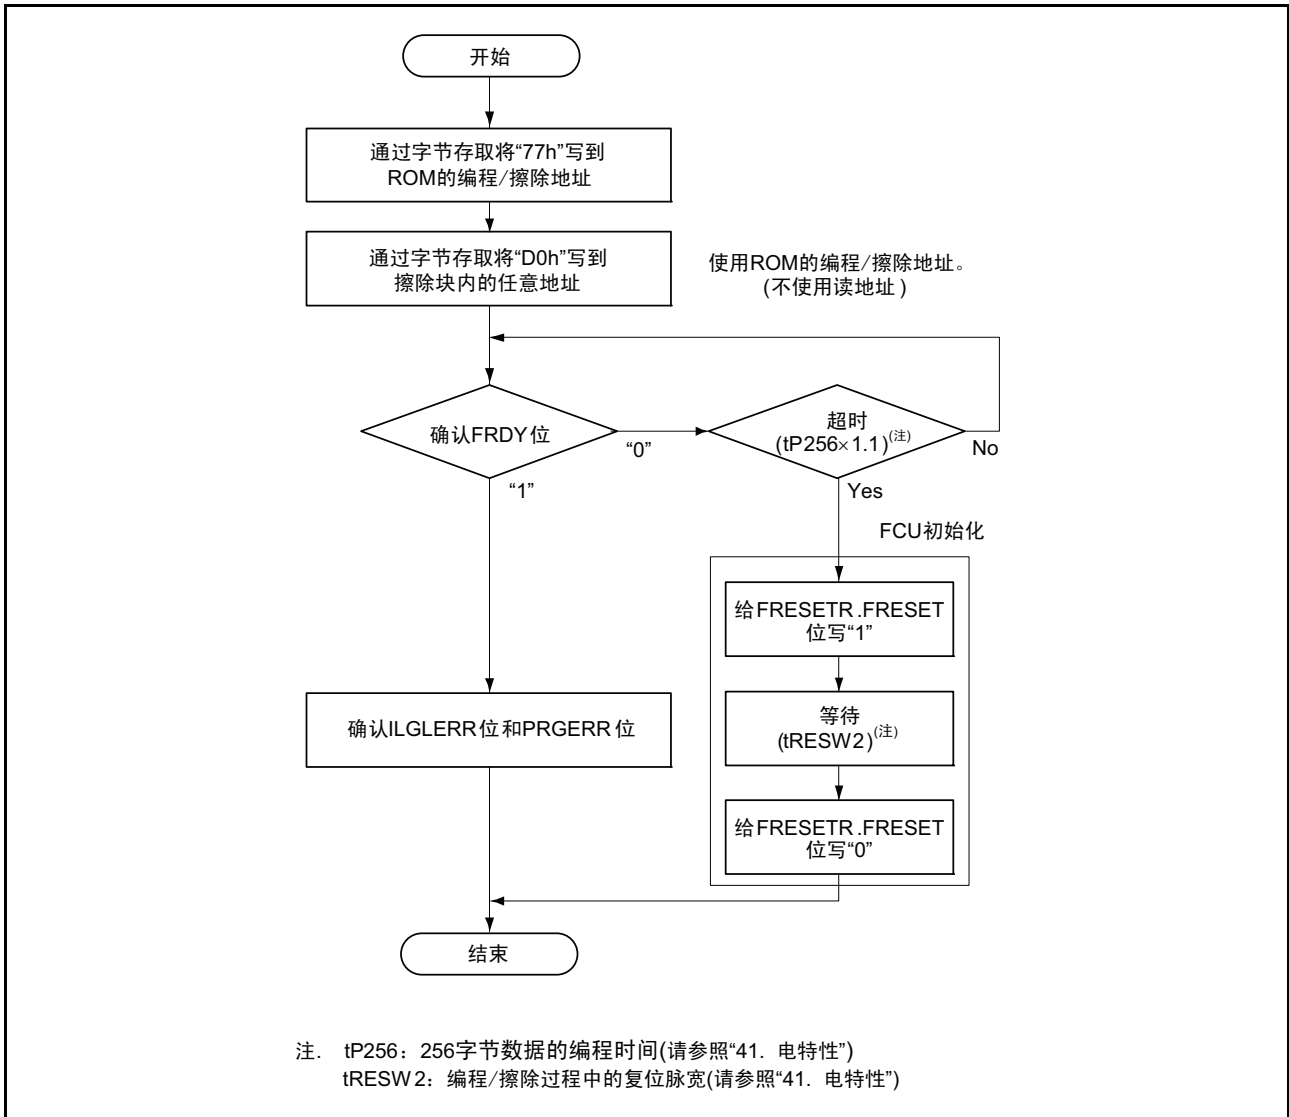 开始
通过字节存取将“77h”写到
ROM的编程/擦除地址
通过字节存取将“D0h”写到
擦除块内的任意地址
使用ROM的编程/擦除地址。
(不使用读地址)
确认FRDY位
“0”
“1”
超时
(tP256×1.1)(注)
No
Yes
FCU初始化
给FRESETR.FRESET
位写“1”
等待
(tRESW2)(注)
给FRESETR.FRESET
位写“0”
确认ILGLERR位和PRGERR位
结束
注. tP256：256字节数据的编程时间(请参照“41. 电特性”)
tRESW2：编程/擦除过程中的复位脉宽(请参照“41. 电特性”)